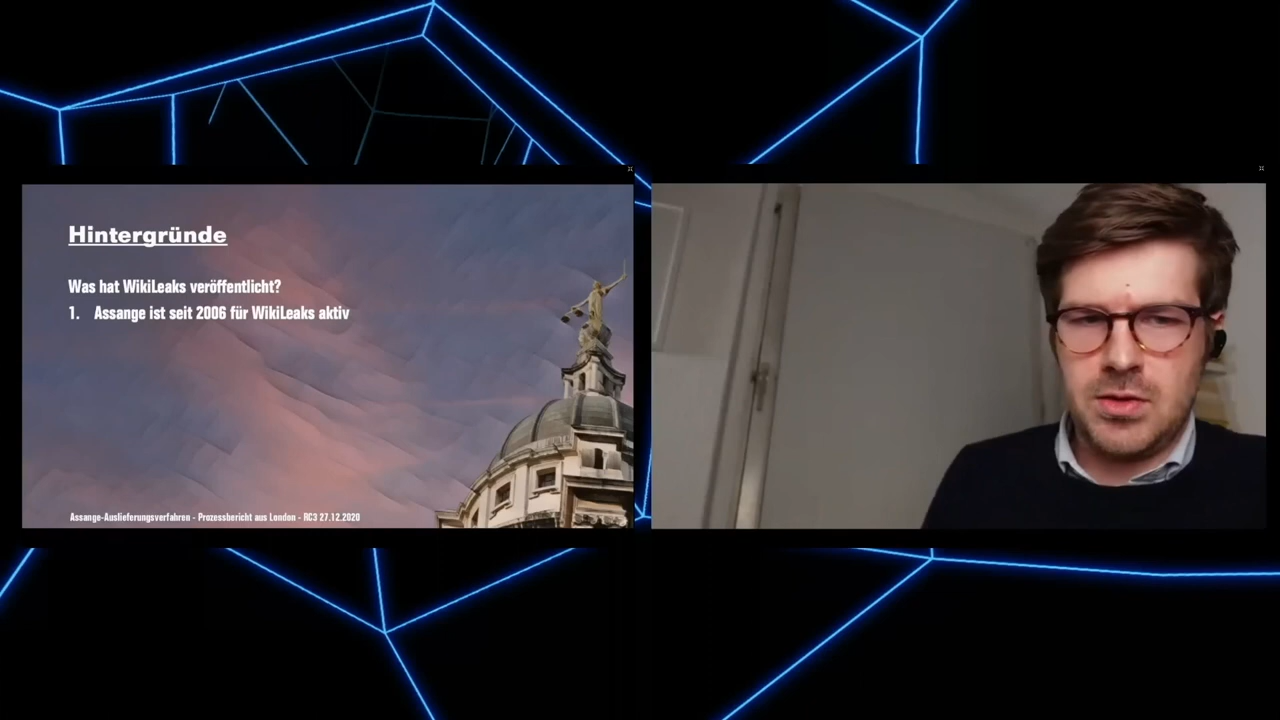 Hintergründe
Was hat WikiLeaks veröffentlicht?
1. Assange ist seit 2006 für WikiLeaks aktiv
Assange-Auslieferungsverfahren - Prozessbericht aus London - RC3 27.12.2020